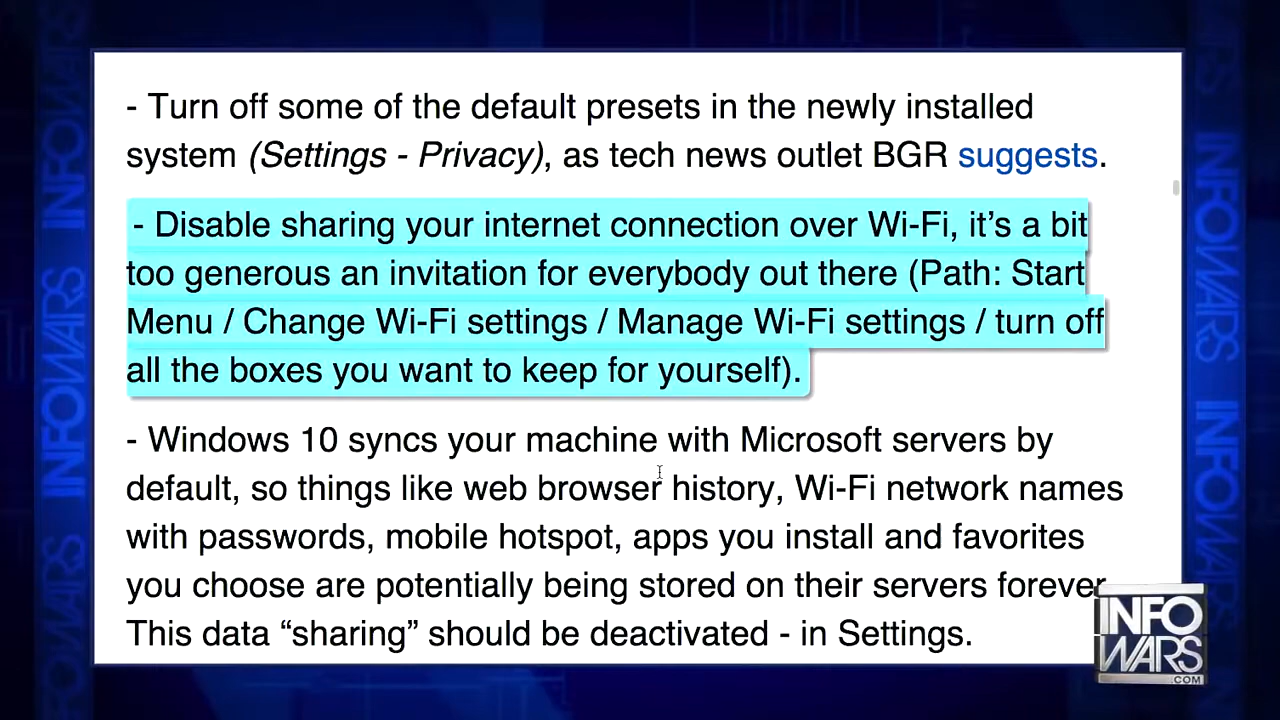 - Turn off some of the default presets in the newly installed
system (Settings - Privacy), as tech news outlet BGR suggests.
- Disable sharing your internet connection over Wi-Fi, it’s a bit
too generous an invitation for everybody out there (Path: Start
Menu / Change Wi-Fi settings / Manage Wi-Fi settings / turn off
all the boxes you want to keep for yourself).
- Windows 10 syncs your machine with Microsoft servers by
default, so things like web browser history, Wi-Fi network names
with passwords, mobile hotspot, apps you install and favorites
you choose are potentially being stored on their servers forever.
This data “sharing” should be deactivated - in Settings.
INFO
WARS
.COM
INFOWARS
INFOWARS